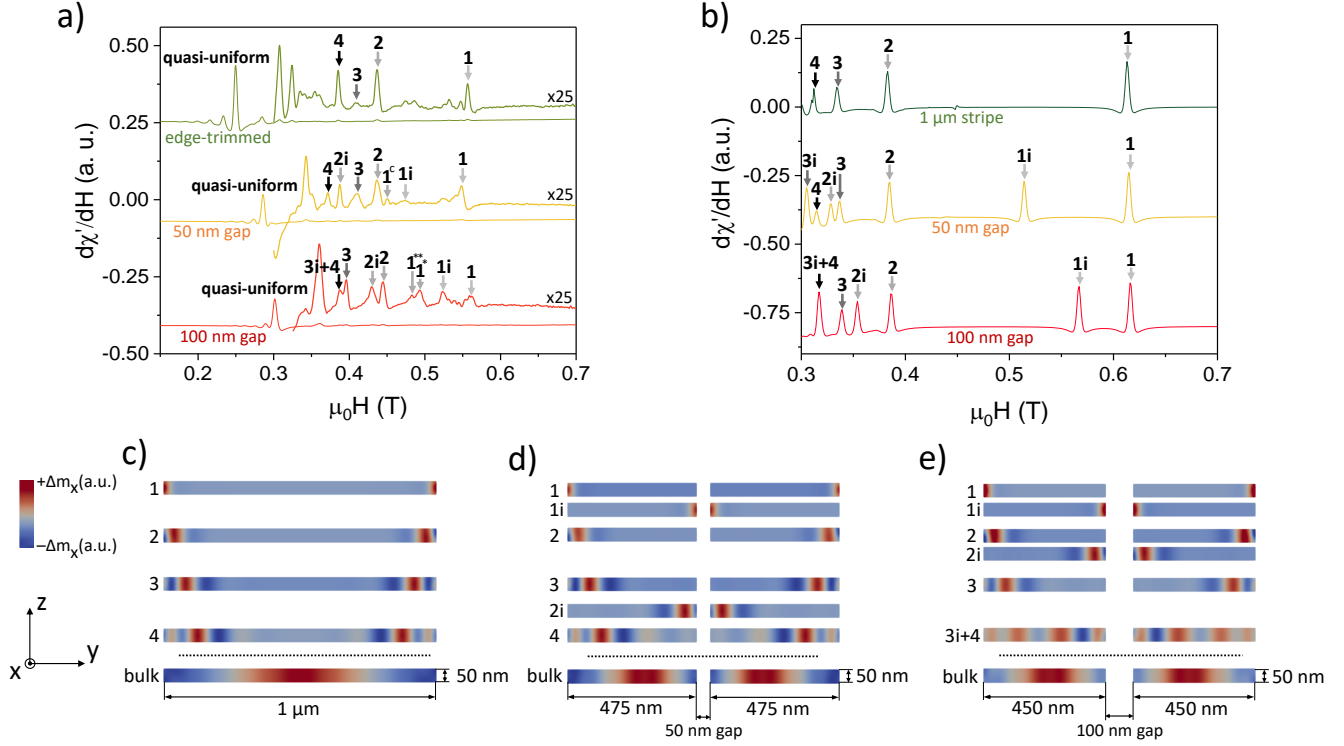 a)
dχ'/dH (a. u.)
0.50
0.25
0.00
-0.25
-0.50
quasi-uniform
4
3
2
1
x25
edge-trimmed
quasi-uniform
4
2i
3
2
1c
1i
1
x25
50 nm gap
quasi-uniform
3i+4
3
2i
2
1**
1*
1i
1
x25
100 nm gap
0.2 0.3 0.4 0.5 0.6 0.7
μ0H (T)
b)
dχ'/dH (a.u.)
0.25
0.00
-0.25
-0.50
-0.75
4
3
2
1
1 μm stripe
3i
4
2i
3
2
1i
1
50 nm gap
3i+4
3
2i
2
1i
1
100 nm gap
0.3 0.4 0.5 0.6 0.7
μ0H (T)
+Δmx(a.u.)
−Δmx(a.u.)
z
x
y
c)
1
2
3
4
bulk
50 nm
1 μm
d)
1
1i
2
3
2i
4
bulk
50 nm
475 nm
475 nm
50 nm gap
e)
1
1i
2
2i
3
3i+4
bulk
50 nm
450 nm
450 nm
100 nm gap